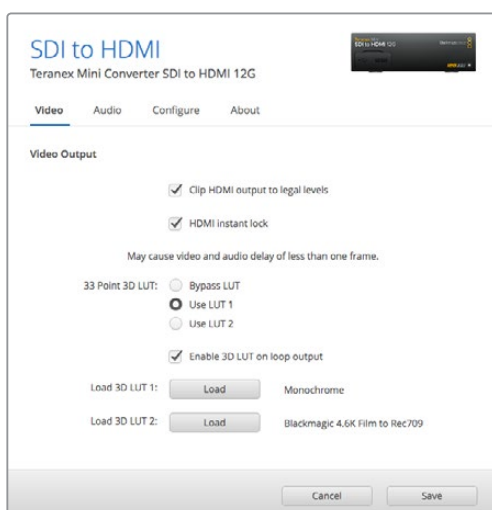 SDI to HDMI
Teranex Mini Converter SDI to HDMI 12G
Video Audio Configure About
Video Output
Clip HDMI output to legal levels
HDMI instant lock
May cause video and audio delay of less than one frame.
33 Point 3D LUT: Bypass LUT
Use LUT 1
Use LUT 2
Enable 3D LUT on loop output
Load 3D LUT 1: Load Monochrome
Load 3D LUT 2: Load Blackmagic 4.6K Film to Rec709
Cancel Save